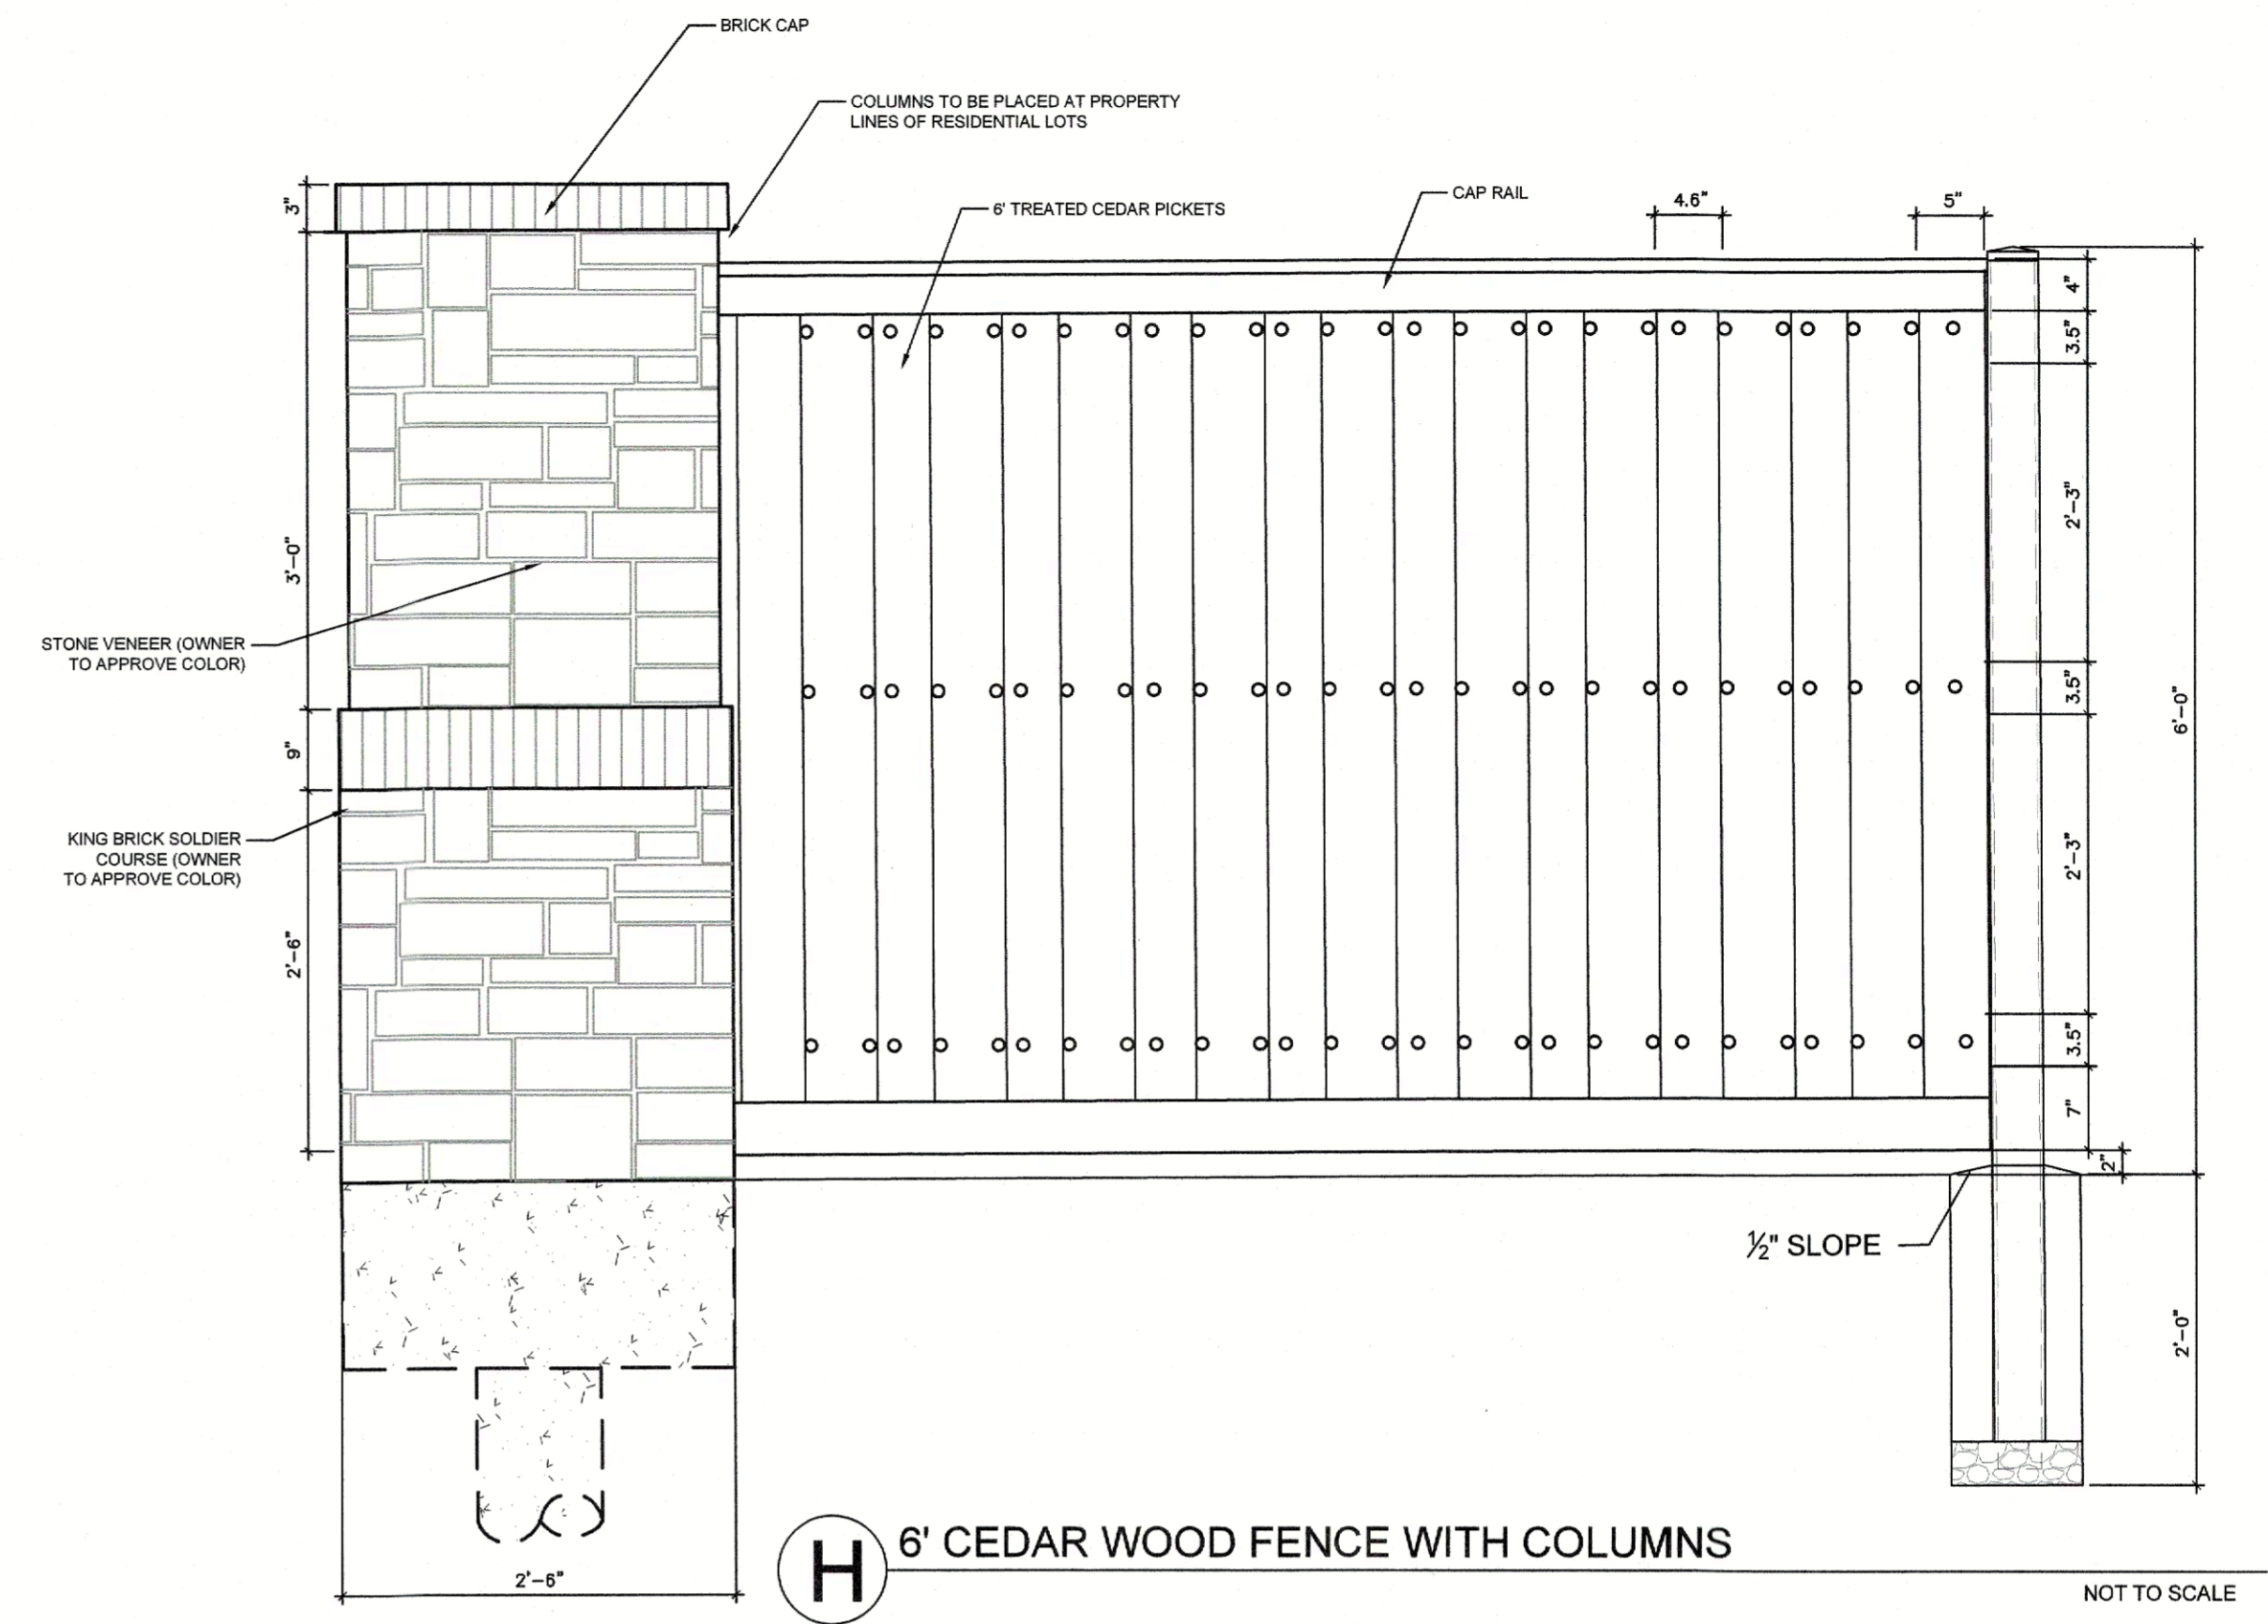 BRICK CAP
COLUMNS TO BE PLACED AT PROPERTY
LINES OF RESIDENTIAL LOTS
6' TREATED CEDAR PICKETS
CAP RAIL
4.6"
5"
3"
3'-0"
9"
2'-6"
STONE VENEER (OWNER
TO APPROVE COLOR)
KING BRICK SOLDIER
COURSE (OWNER
TO APPROVE COLOR)
4"
3.5"
2'-3"
3.5"
2'-3"
3.5"
7"
2"
6'-0"
2'-0"
½" SLOPE
2'-6"
H
6' CEDAR WOOD FENCE WITH COLUMNS
NOT TO SCALE